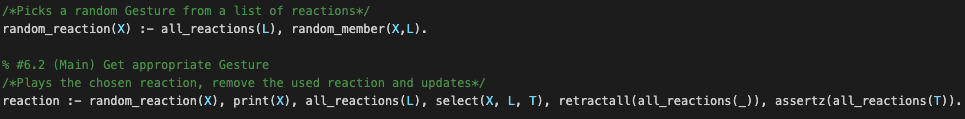 /*Picks a random Gesture from a list of reactions*/
random_reaction(X) :- all_reactions(L), random_member(X,L).
% #6.2 (Main) Get appropriate Gesture
/*Plays the chosen reaction, remove the used reaction and updates*/
reaction :- random_reaction(X), print(X), all_reactions(L), select(X, L, T), retractall(all_reactions(_)), assertz(all_reactions(T)).